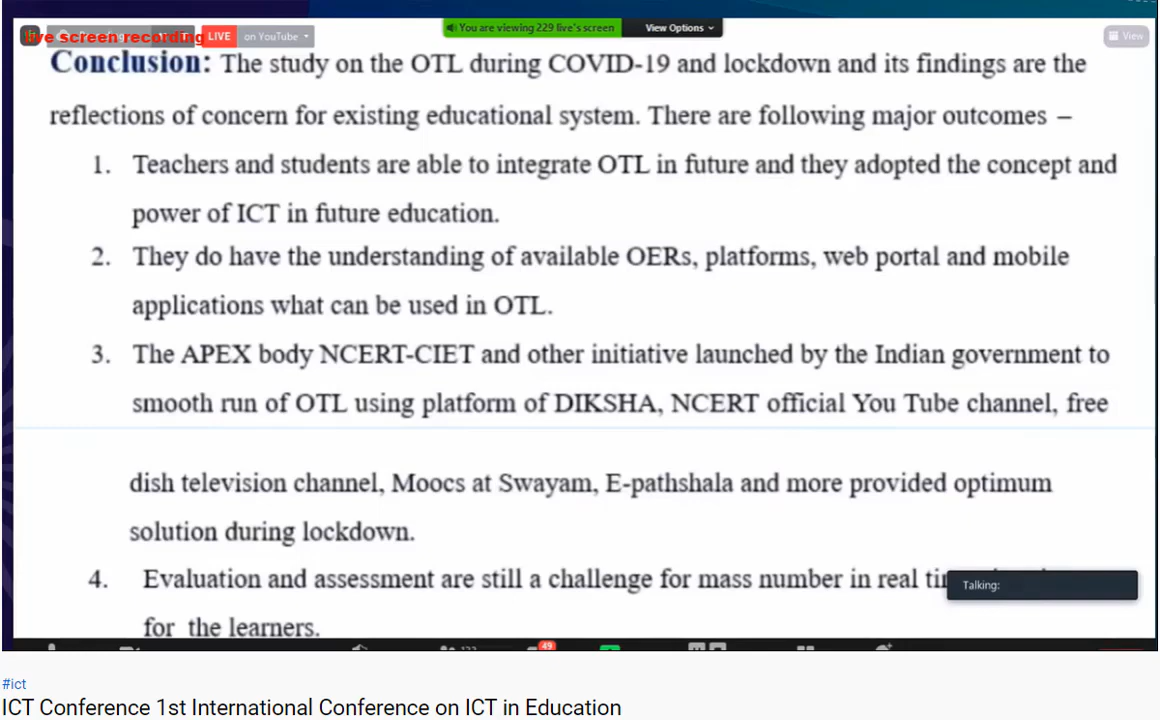 live screen recording
LIVE on YouTube
You are viewing 229 live's screen
View Options
View
Conclusion: The study on the OTL during COVID-19 and lockdown and its findings are the
reflections of concern for existing educational system. There are following major outcomes –
1. Teachers and students are able to integrate OTL in future and they adopted the concept and
power of ICT in future education.
2. They do have the understanding of available OERs, platforms, web portal and mobile
applications what can be used in OTL.
3. The APEX body NCERT-CIET and other initiative launched by the Indian government to
smooth run of OTL using platform of DIKSHA, NCERT official You Tube channel, free
dish television channel, Moocs at Swayam, E-pathshala and more provided optimum
solution during lockdown.
4. Evaluation and assessment are still a challenge for mass number in real
for the learners.
Talking:
49
#ict
ICT Conference 1st International Conference on ICT in Education